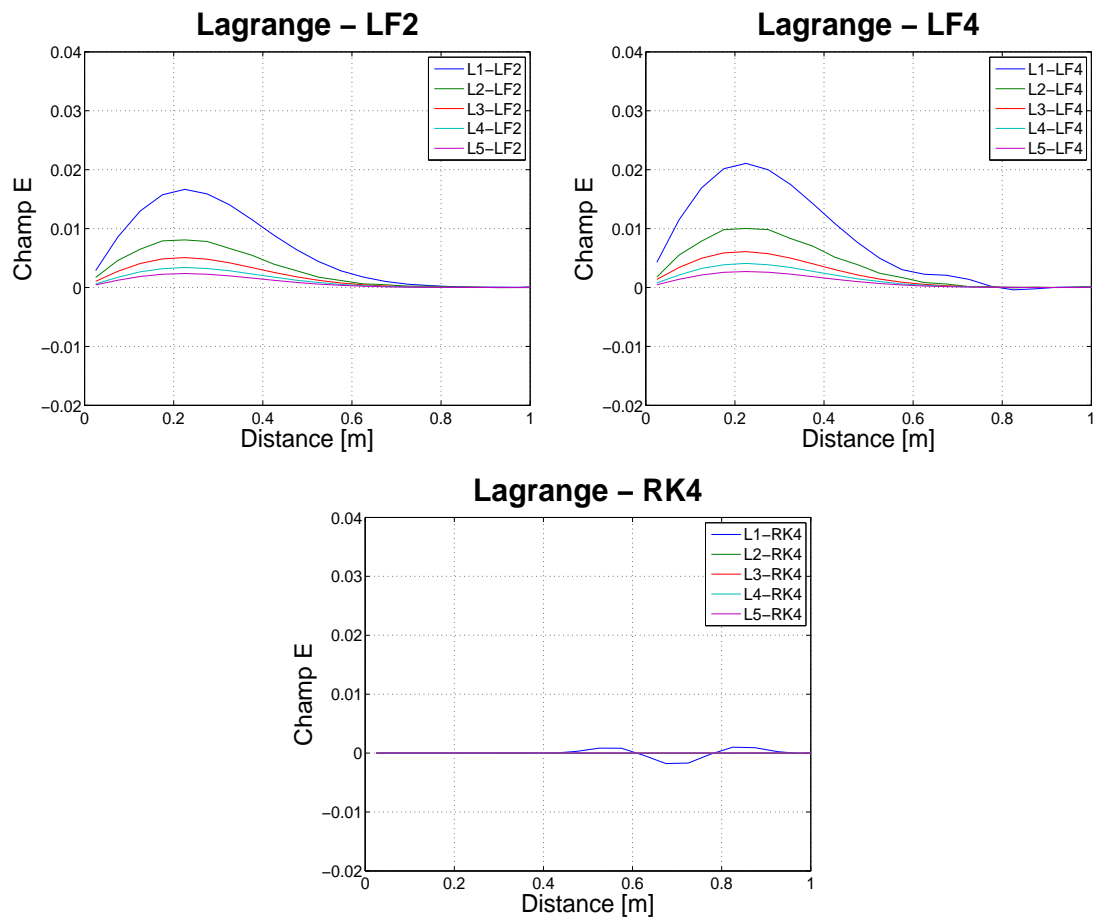 Lagrange – LF2
0.04
0.03
0.02
0.01
0
−0.01
−0.02
Champ E
0 0.2 0.4 0.6 0.8 1
Distance [m]
L1−LF2
L2−LF2
L3−LF2
L4−LF2
L5−LF2
Lagrange – LF4
0.04
0.03
0.02
0.01
0
−0.01
−0.02
Champ E
0 0.2 0.4 0.6 0.8 1
Distance [m]
L1−LF4
L2−LF4
L3−LF4
L4−LF4
L5−LF4
Lagrange – RK4
0.04
0.03
0.02
0.01
0
−0.01
−0.02
Champ E
0 0.2 0.4 0.6 0.8 1
Distance [m]
L1−RK4
L2−RK4
L3−RK4
L4−RK4
L5−RK4